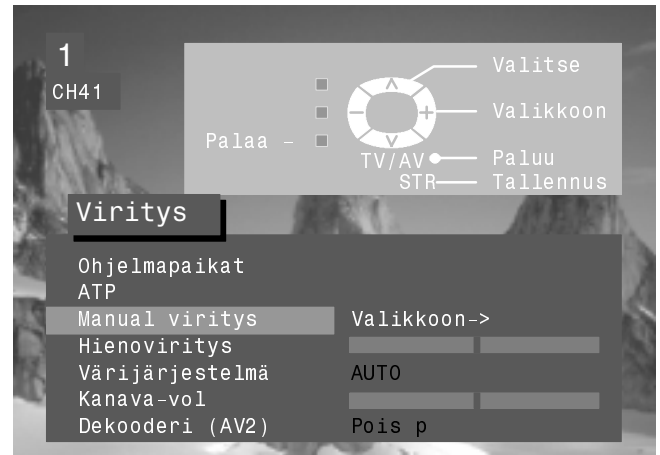 1
CH41
Valitse
Valikkoon
Palaa –
TV/AV Paluu
STR Tallennus
Viritys
Ohjelmapaikat
ATP
Manual viritys Valikkoon–>
Hienoviritys
Värijärjestelmä AUTO
Kanava–vol
Dekooderi (AV2) Pois p